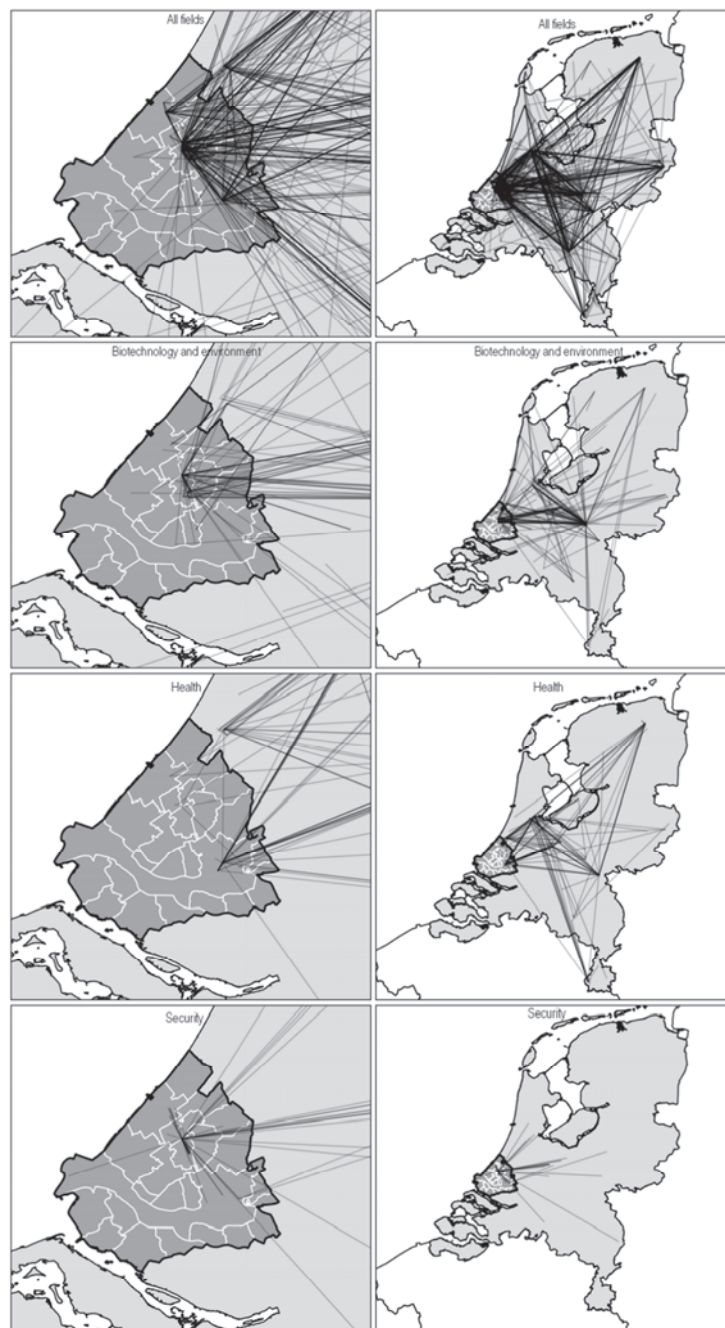 All fields
All fields
Biotechnology and environment
Biotechnology and environment
Health
Health
Security
Security